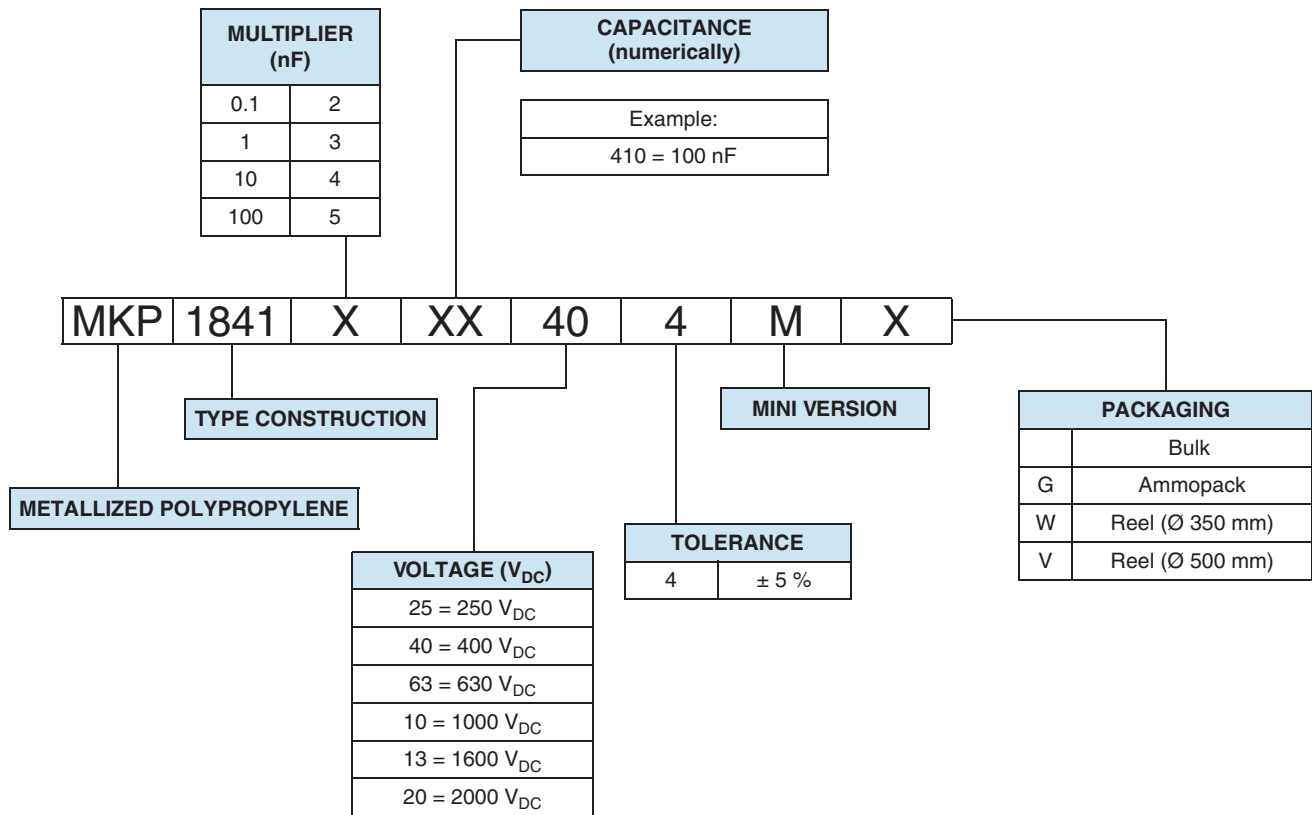 MULTIPLIER
(nF)
0.1 2
1 3
10 4
100 5
CAPACITANCE
(numerically)
Example:
410 = 100 nF
MKP 1841 X XX 40 4 M X
TYPE CONSTRUCTION
MINI VERSION
METALLIZED POLYPROPYLENE
PACKAGING
Bulk
G Ammopack
W Reel (Ø 350 mm)
V Reel (Ø 500 mm)
TOLERANCE
4 ± 5 %
VOLTAGE (VDC)
25 = 250 VDC
40 = 400 VDC
63 = 630 VDC
10 = 1000 VDC
13 = 1600 VDC
20 = 2000 VDC